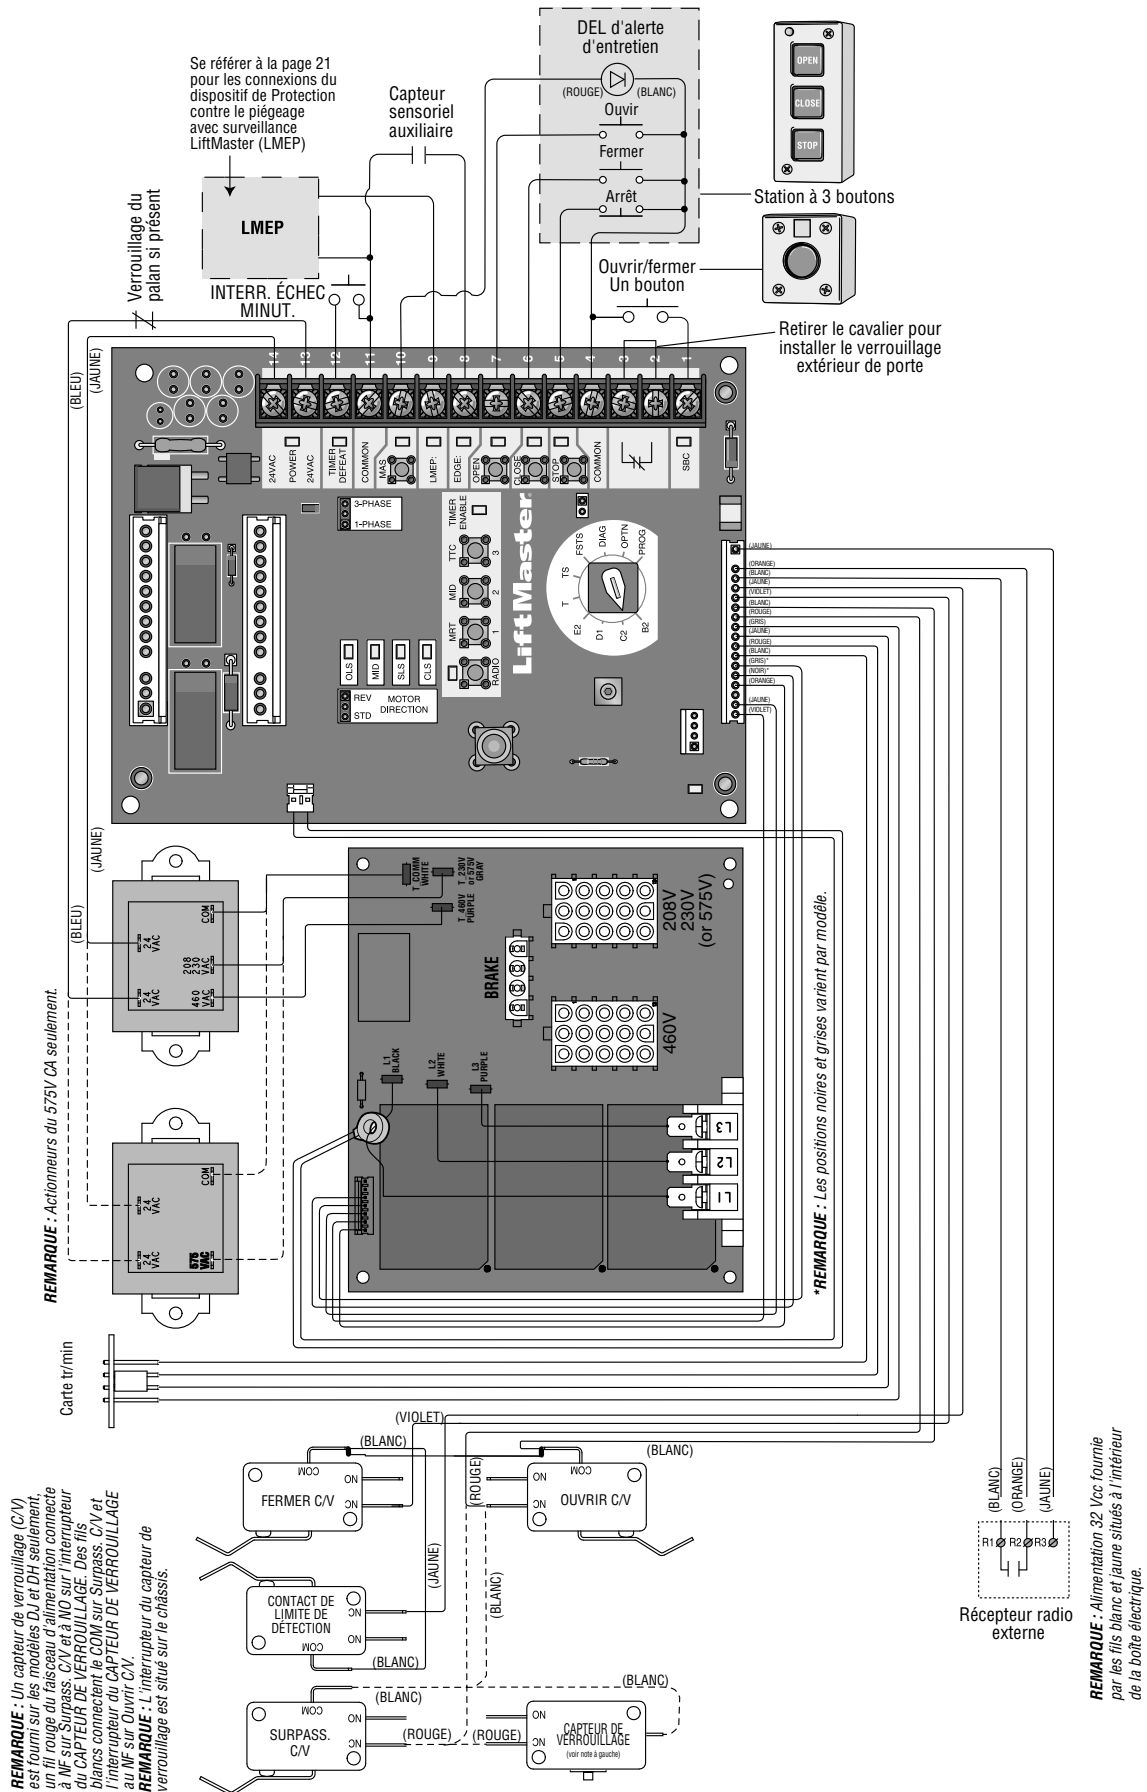 DEL d'alerte
d'entretien
(ROUGE)
(BLANC)
Ouvrir
Fermer
Arrêt
OPEN
CLOSE
STOP
Station à 3 boutons
Se référer à la page 21
pour les connexions du
dispositif de Protection
contre le piégeage
avec surveillance
LiftMaster (LMEP)
Capteur
sensoriel
auxiliaire
LMEP
Verrouillage du
palan si présent
INTERR. ÉCHEC
MINUT.
Ouvrir/fermer
Un bouton
Retirer le cavalier pour
installer le verrouillage
extérieur de porte
(BLEU)
(JAUNE)
14
13
12
11
10
9
8
7
6
5
4
3
2
1
24VAC
POWER
24VAC
TIMER
DEFEAT
COMMON
MAS
LMEP:
EDGE:
OPEN
CLOSE
STOP
COMMON
SBC
3-PHASE
1-PHASE
TIMER
ENABLE
TTC
3
MID
2
MRT
1
RADIO
LiftMaster
OLS
MID
SLS
CLS
REV
STD
MOTOR
DIRECTION
E2
T
TS
FSTS
DIAG
OPTN
PROG
B2
C2
D1
(JAUNE)
(ORANGE)
(BLANC)
(JAUNE)
(VIOLET)
(BLANC)
(ROUGE)
(GRIS)
(JAUNE)
(ROUGE)
(BLANC)
(GRIS)*
(NOIR)*
(ORANGE)
(JAUNE)
(VIOLET)
(JAUNE)
(BLEU)
24
VAC
24
VAC
COM
208
230
VAC
460
VAC
REMARQUE : Actionneurs du 575V CA seulement.
24
VAC
24
VAC
COM
575
VAC
T_COMM
WHITE
T_230V
or 575V
GRAY
T_460V
PURPLE
BRAKE
208V
230V
(or 575V)
460V
L1
BLACK
L2
WHITE
L3
PURPLE
L3
L2
L1
*REMARQUE : Les positions noires et grises varient par modèle.
Carte tr/min
(VIOLET)
(BLANC)
(BLANC)
COM
NO
NC
FERMER C/V
(ROUGE)
COM
NO
NC
OUVRIR C/V
(JAUNE)
(BLANC)
CONTACT DE
LIMITE DE
DÉTECTION
NC
NO
COM
(BLANC)
(BLANC)
COM
NO
NC
SURPASS.
C/V
(ROUGE)
(ROUGE)
NO
NC
CAPTEUR DE
VERROUILLAGE
(voir note à gauche)
(BLANC)
(ORANGE)
(JAUNE)
R1
R2
R3
Récepteur radio
externe
REMARQUE : Un capteur de verrouillage (C/V)
est fourni sur les modèles DJ et DH seulement,
un fil rouge du faisceau d'alimentation connecte
à NF sur Surpass. C/V et à NO sur l'interrupteur
du CAPTEUR DE VERROUILLAGE. Des fils
blancs connectent le COM sur Surpass. C/V et
l'interrupteur du CAPTEUR DE VERROUILLAGE
au NF sur Ouvrir C/V.
REMARQUE : L'interrupteur du capteur de
verrouillage est situé sur le châssis.
REMARQUE : Alimentation 32 Vcc fournie
par les fils blanc et jaune situés à l'intérieur
de la boîte électrique.